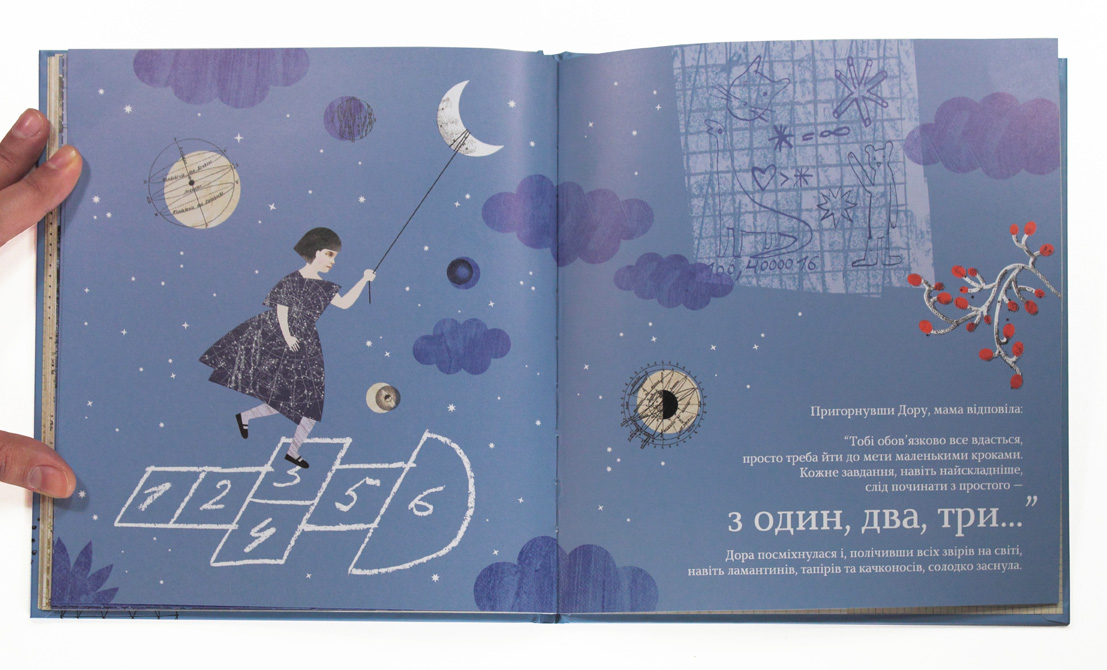 1
2
3
4
5
6
100 4000016
Пригорнувши Дору, мама відповіла:
“Тобі обов’язково все вдасться,
просто треба йти до мети маленькими кроками.
Кожне завдання, навіть найскладніше,
слід починати з простого —
з один, два, три...”
Дора посміхнулася і, полічивши всіх звірів на світі,
навіть ламантинів, тапірів та качконосів, солодко заснула.